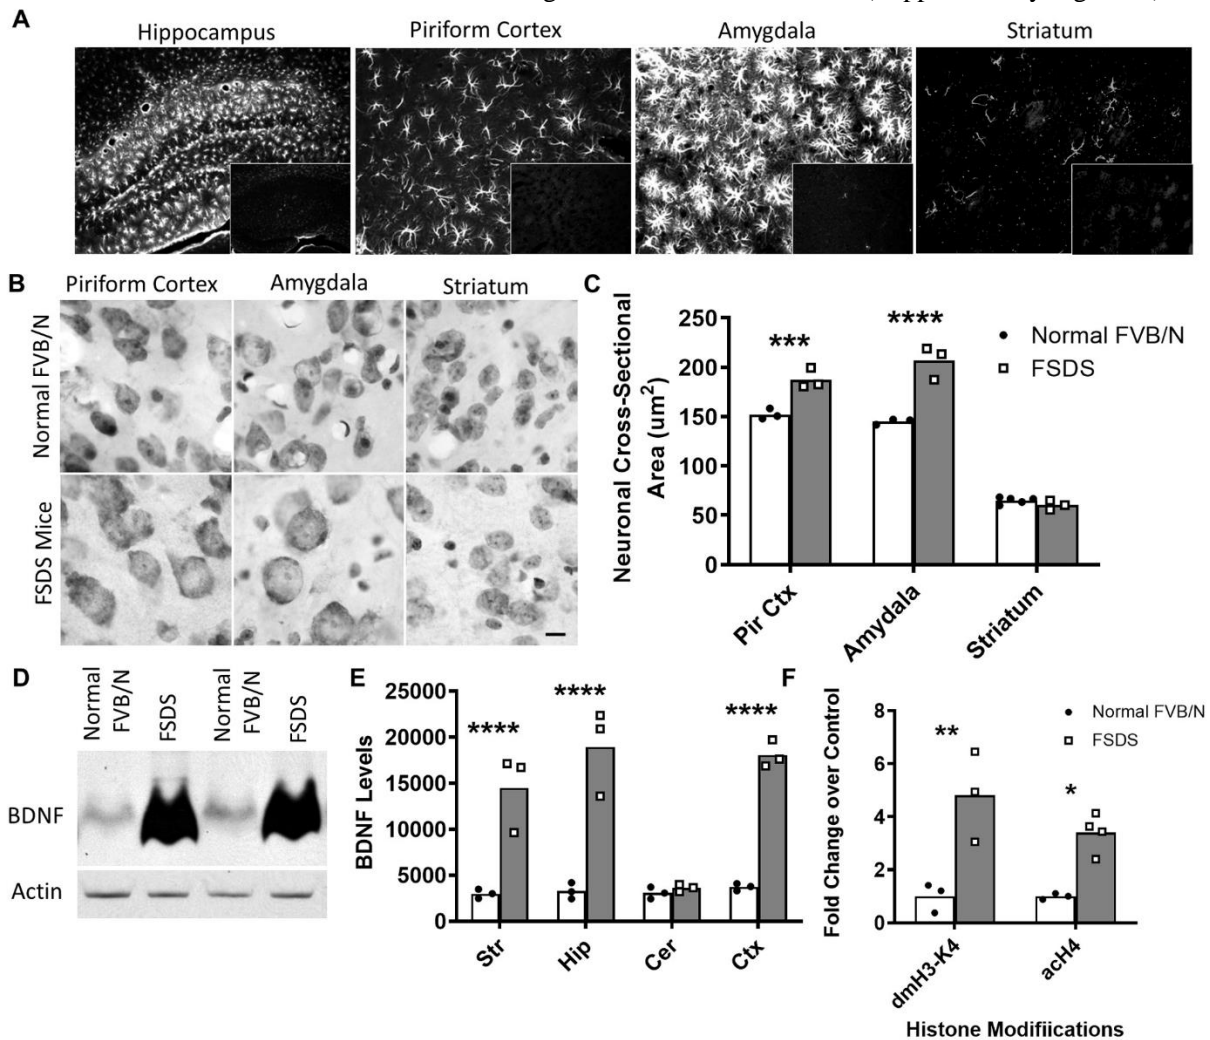 A
Hippocampus
Piriform Cortex
Amygdala
Striatum
B
Piriform Cortex
Amygdala
Striatum
Normal FVB/N
FSDS Mice
C
Neuronal Cross-Sectional
Area (um²)
250
200
150
100
50
0
***
****
Normal FVB/N
FSDS
Pir Ctx
Amydala
Striatum
D
Normal
FVB/N
FSDS
Normal
FVB/N
FSDS
BDNF
Actin
E
BDNF Levels
25000
20000
15000
10000
5000
0
****
****
****
Str
Hip
Cer
Ctx
F
Fold Change over Control
8
6
4
2
0
**
*
Normal FVB/N
FSDS
dmH3-K4
acH4
Histone Modifiications